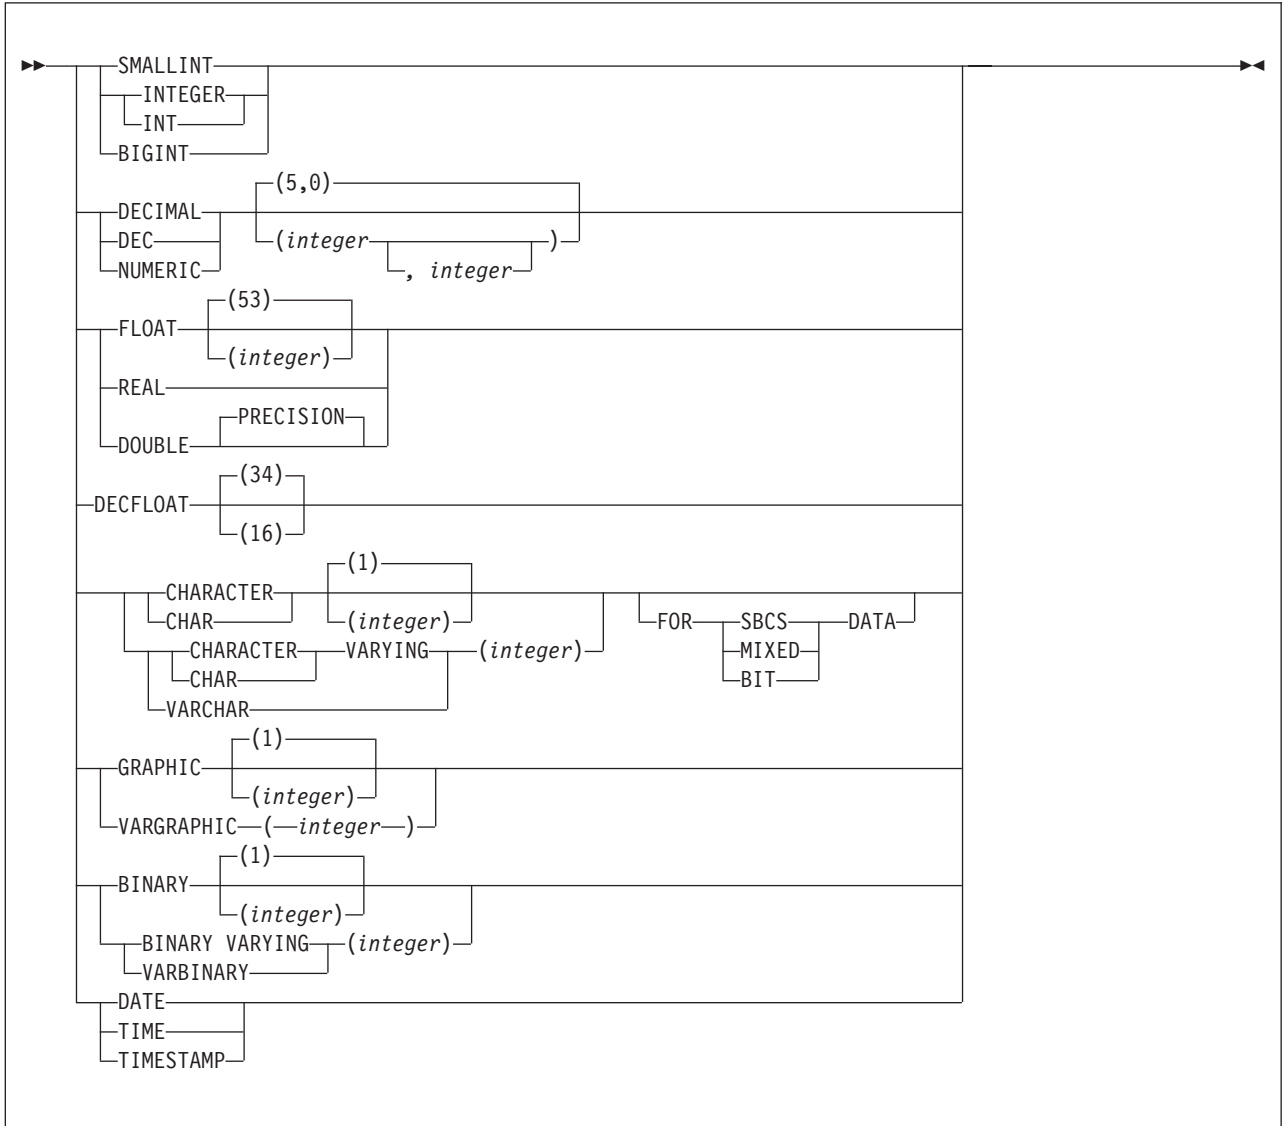 SMALLINT
INTEGER
INT
BIGINT
(5,0)
DECIMAL
DEC (integer )
NUMERIC , integer
(53)
FLOAT
(integer)
REAL
PRECISION
DOUBLE
(34)
DECFLOAT
(16)
(1)
CHARACTER
CHAR (integer) FOR SBCS DATA
CHARACTER VARYING (integer) MIXED
CHAR BIT
VARCHAR
(1)
GRAPHIC
(integer)
VARGRAPHIC ( integer )
(1)
BINARY
(integer)
BINARY VARYING (integer)
VARBINARY
DATE
TIME
TIMESTAMP